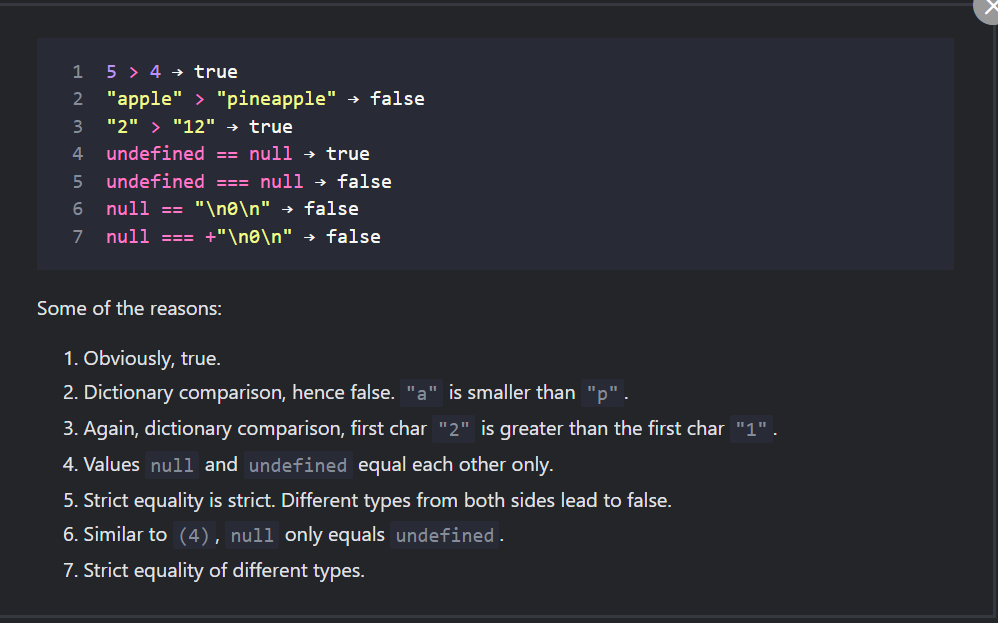 1 5 > 4 → true
2 "apple" > "pineapple" → false
3 "2" > "12" → true
4 undefined == null → true
5 undefined === null → false
6 null == "\n0\n" → false
7 null === +"\n0\n" → false
Some of the reasons:
1. Obviously, true.
2. Dictionary comparison, hence false. "a" is smaller than "p" .
3. Again, dictionary comparison, first char "2" is greater than the first char "1" .
4. Values null and undefined equal each other only.
5. Strict equality is strict. Different types from both sides lead to false.
6. Similar to (4) , null only equals undefined .
7. Strict equality of different types.